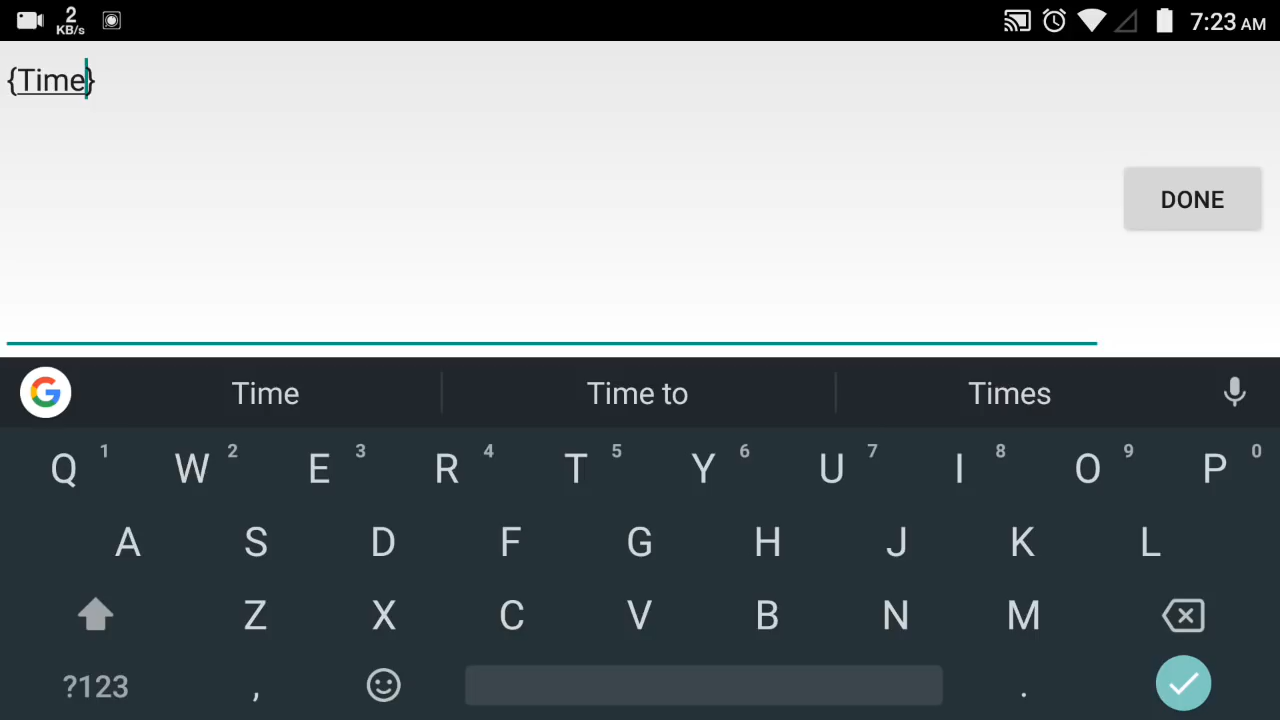 2
KB/s
7:23 AM
{Time}
DONE
Time Time to Times
Q 1 W 2 E 3 R 4 T 5 Y 6 U 7 I 8 O 9 P 0
A S D F G H J K L
Z X C V B N M
?123 , .